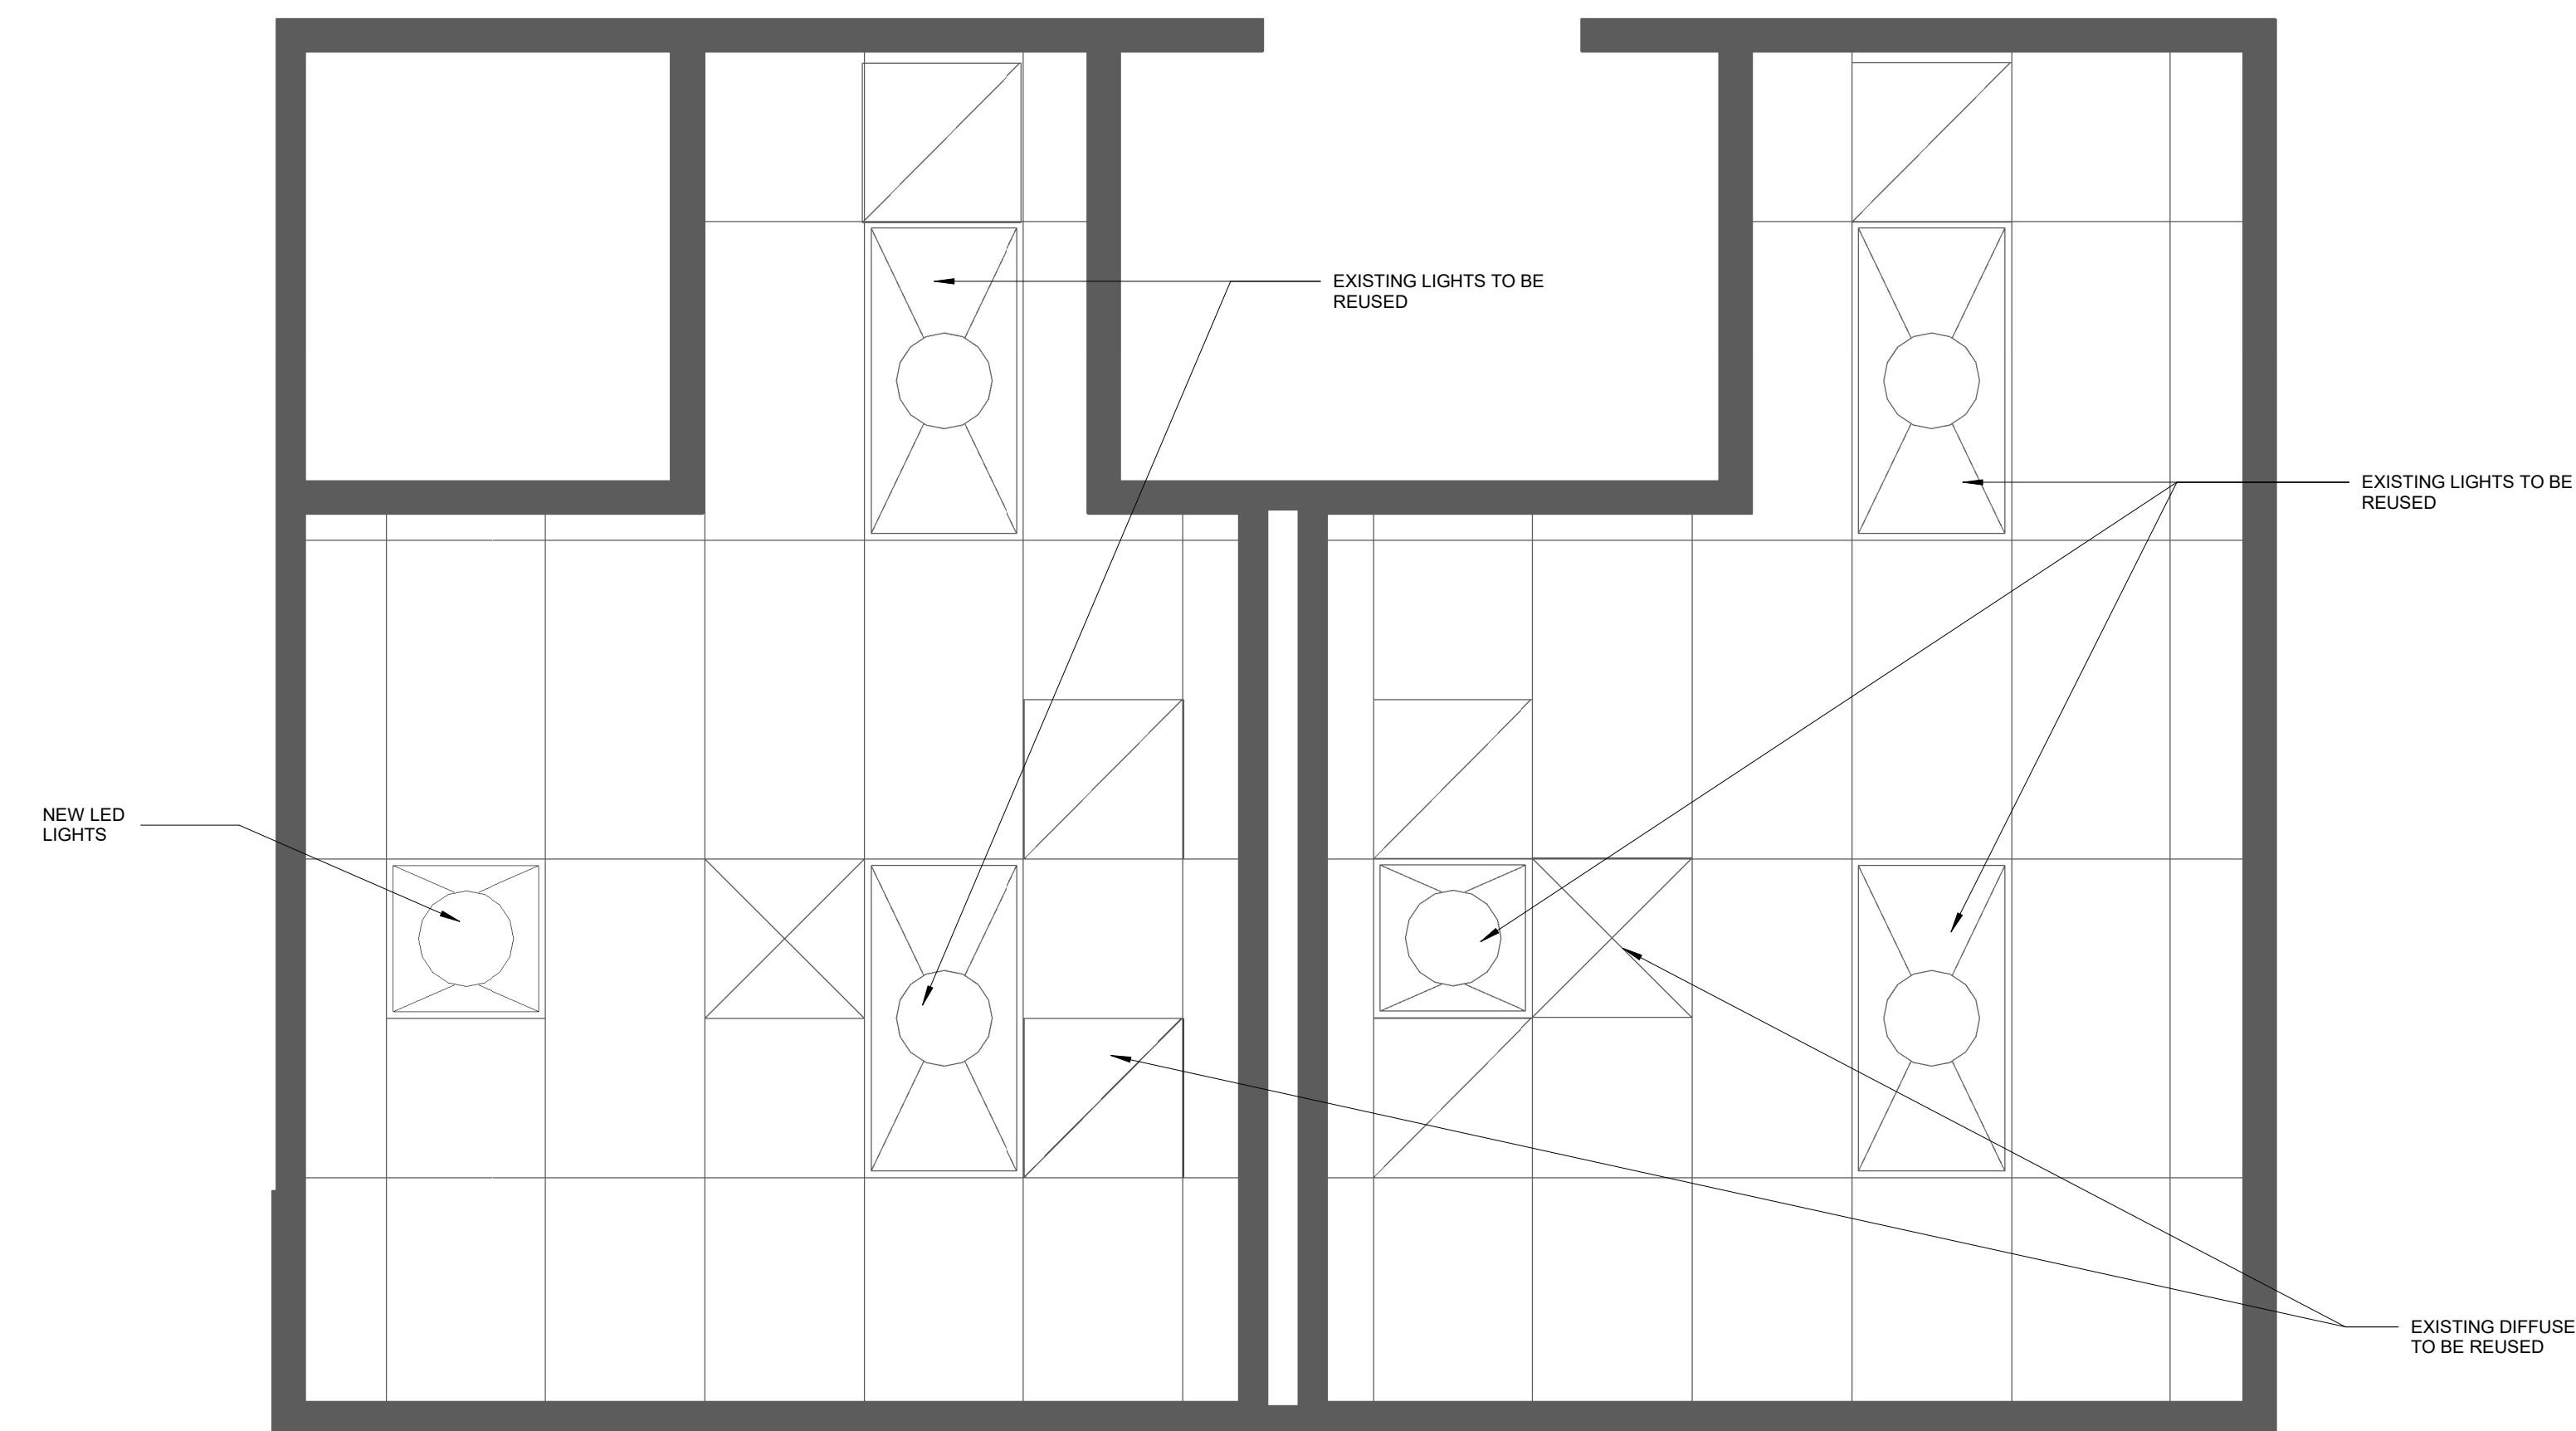 EXISTING LIGHTS TO BE
REUSED
EXISTING LIGHTS TO BE
REUSED
NEW LED
LIGHTS
EXISTING DIFFUSE
TO BE REUSED